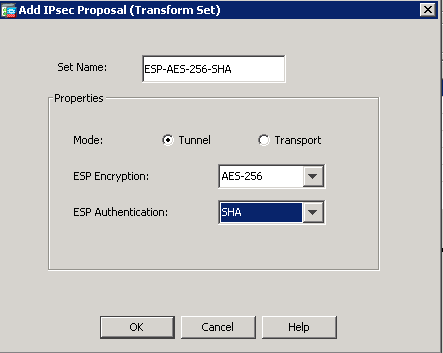 Add IPsec Proposal (Transform Set)
Set Name: ESP-AES-256-SHA
Properties
Mode: Tunnel Transport
ESP Encryption: AES-256
ESP Authentication: SHA
OK Cancel Help